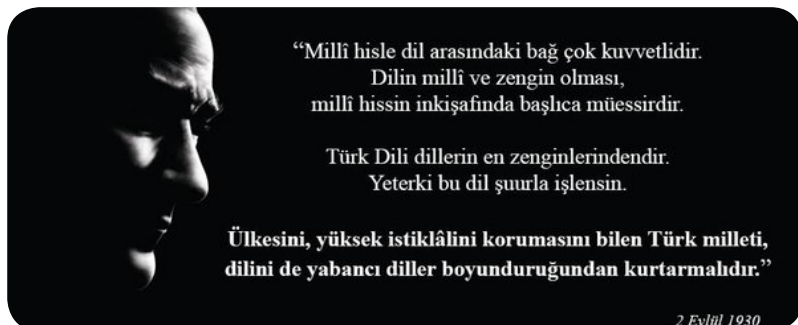 “Millî hisle dil arasındaki bağ çok kuvvetlidir.
Dilin millî ve zengin olması,
millî hissin inkişafında başlıca müessirdir.
Türk Dili dillerin en zenginlerindendir.
Yeterki bu dil şuurla işlensin.
Ülkesini, yüksek istiklâlini korumasını bilen Türk milleti,
dilini de yabancı diller boyunduruğundan kurtarmalıdır.”
2 Eylül 1930